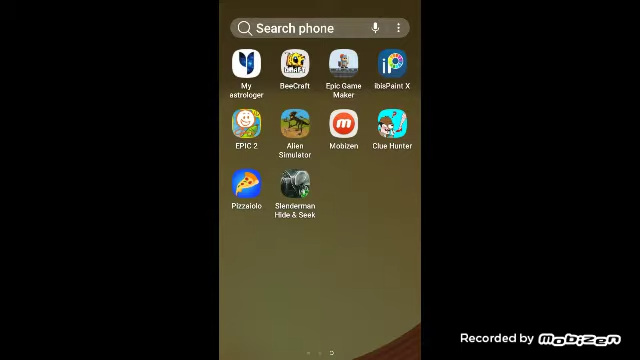 Search phone
My astrologer
BeeCraft
Epic Game Maker
ibisPaint X
EPIC 2
Alien Simulator
Mobizen
Clue Hunter
Pizzaiolo
Slenderman Hide & Seek
Recorded by Mobizen